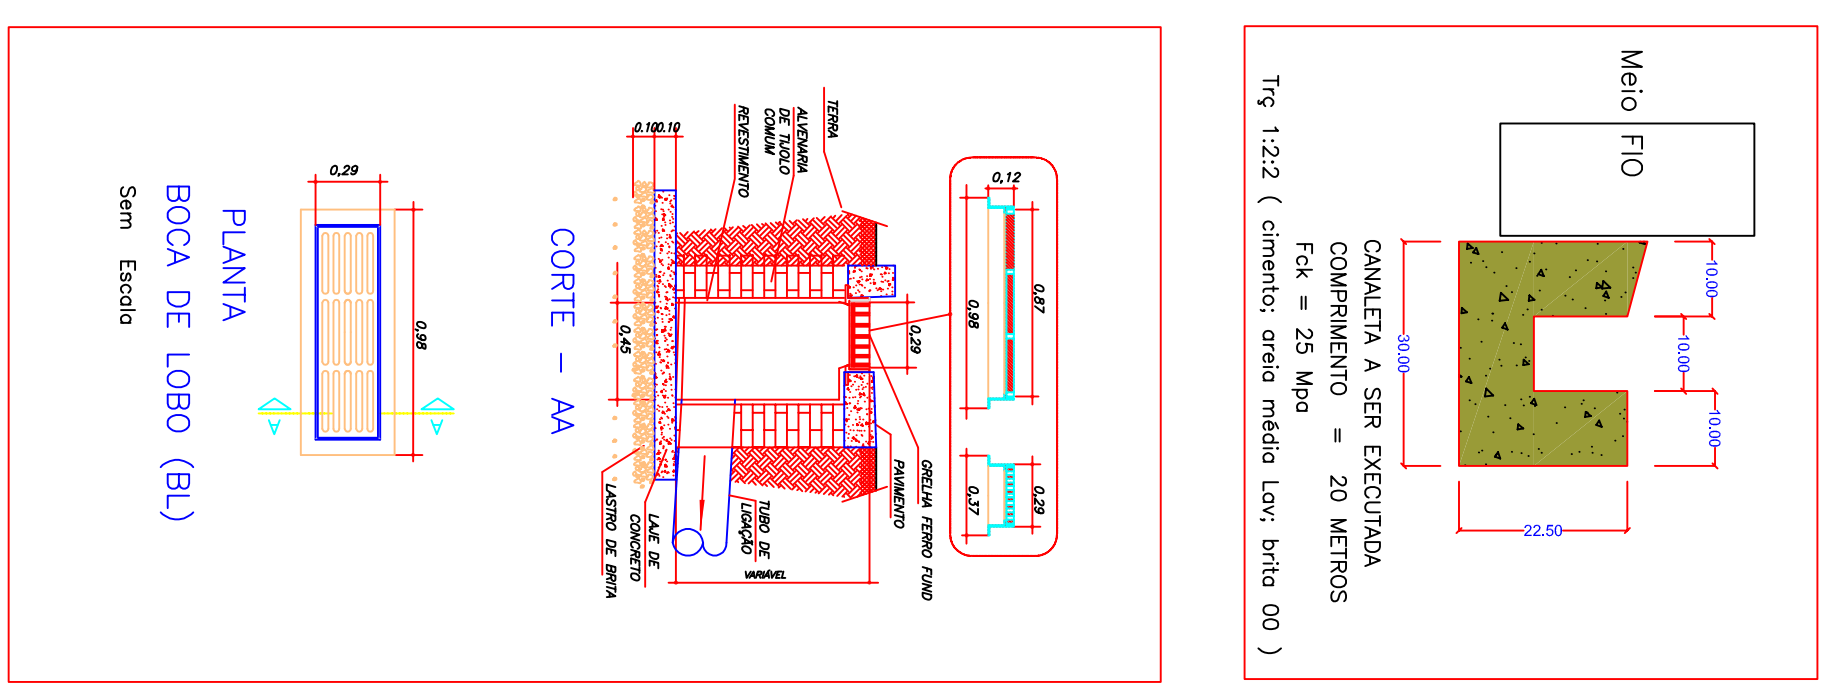 Meio FIO
10.00
10.00
10.00
30.00
22.50
CANALETA A SER EXECUTADA
COMPRIMENTO = 20 METROS
Fck = 25 Mpa
Trç 1:2:2 ( cimento; areia média Lav; brita 00 )
0,12
0,87
0,98
0,29
0,37
TERRA
ALVENARIA
DE TIJOLO
COMUM
REVESTIMENTO
0.10
0.10
0,29
0,45
GRELHA FERRO FUND
PAVIMENTO
TUBO DE
LIGAÇÃO
VARIÁVEL
LAJE DE
CONCRETO
LASTRO DE BRITA
CORTE - AA
0,29
0,98
A
A
PLANTA
BOCA DE LOBO (BL)
Sem Escala